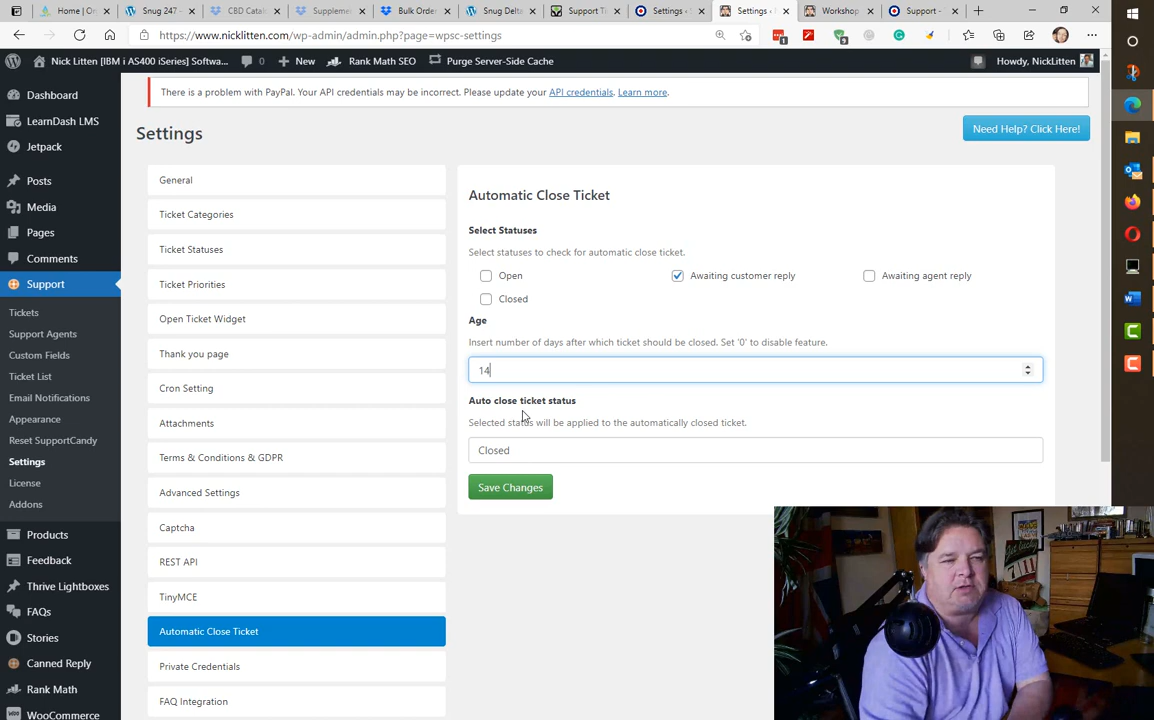 Home | On
Snug 247 -
CBD Catal
Supplemen
Bulk Order
Snug Delta
Support Ti
Settings ‹
Settings ‹
Workshop
Support -
https://www.nicklitten.com/wp-admin/admin.php?page=wpsc-settings
Nick Litten [IBM i AS400 iSeries] Softwa...
0
New
Rank Math SEO
Purge Server-Side Cache
Howdy, NickLitten
There is a problem with PayPal. Your API credentials may be incorrect. Please update your API credentials. Learn more.
Settings
Need Help? Click Here!
Dashboard
LearnDash LMS
Jetpack
Posts
Media
Pages
Comments
Support
Tickets
Support Agents
Custom Fields
Ticket List
Email Notifications
Appearance
Reset SupportCandy
Settings
License
Addons
Products
Feedback
Thrive Lightboxes
FAQs
Stories
Canned Reply
Rank Math
WooCommerce
General
Ticket Categories
Ticket Statuses
Ticket Priorities
Open Ticket Widget
Thank you page
Cron Setting
Attachments
Terms & Conditions & GDPR
Advanced Settings
Captcha
REST API
TinyMCE
Automatic Close Ticket
Private Credentials
FAQ Integration
Automatic Close Ticket
Select Statuses
Select statuses to check for automatic close ticket.
Open
Awaiting customer reply
Awaiting agent reply
Closed
Age
Insert number of days after which ticket should be closed. Set '0' to disable feature.
14
Auto close ticket status
Selected status will be applied to the automatically closed ticket.
Closed
Save Changes